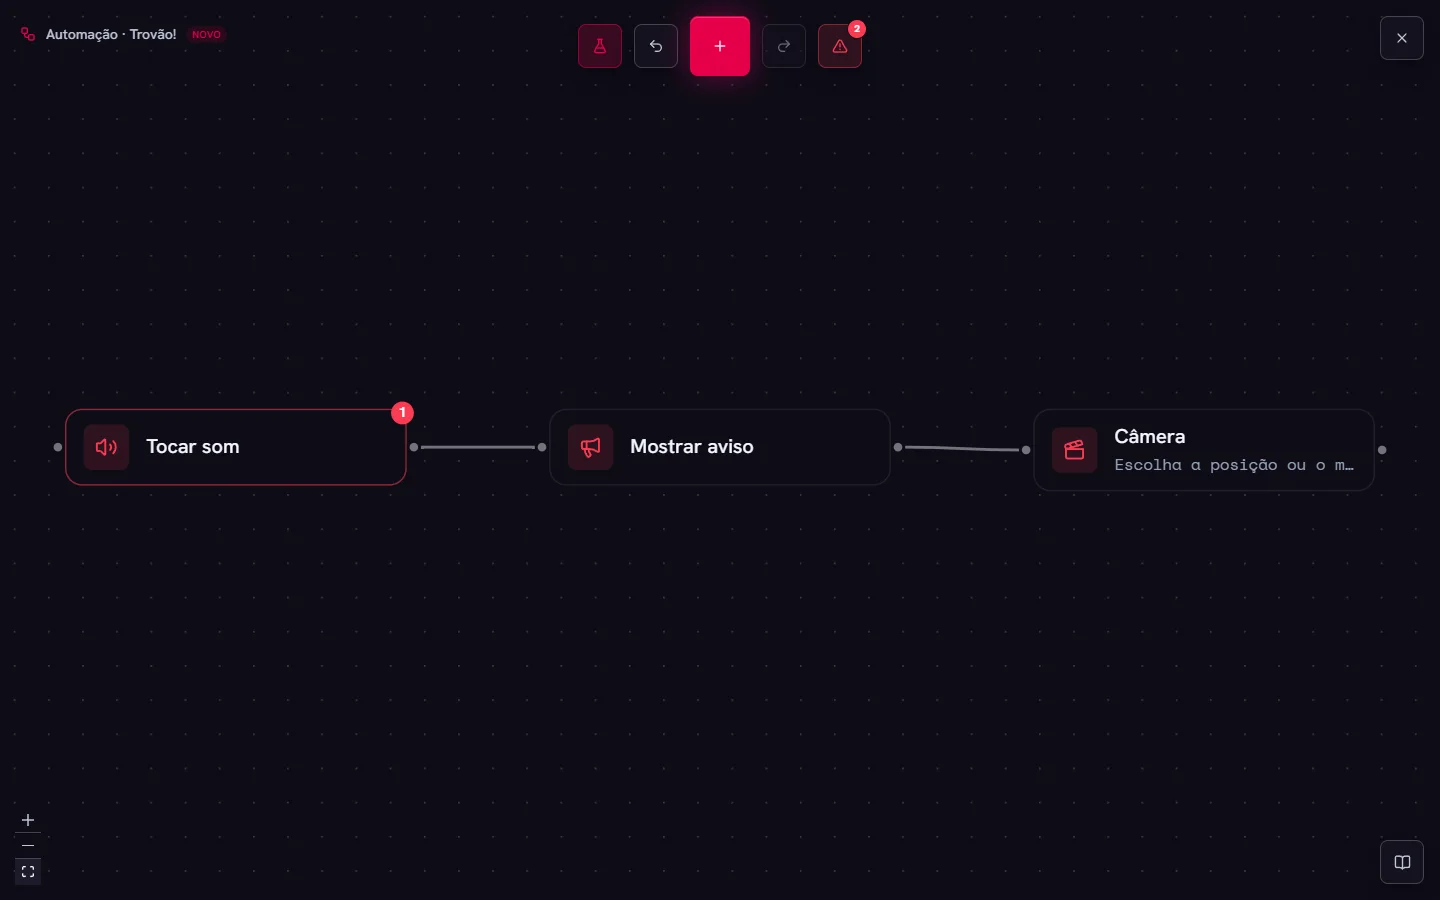 Automação · Trovão! NOVO
2
1
Tocar som
Mostrar aviso
Câmera
Escolha a posição ou o m…